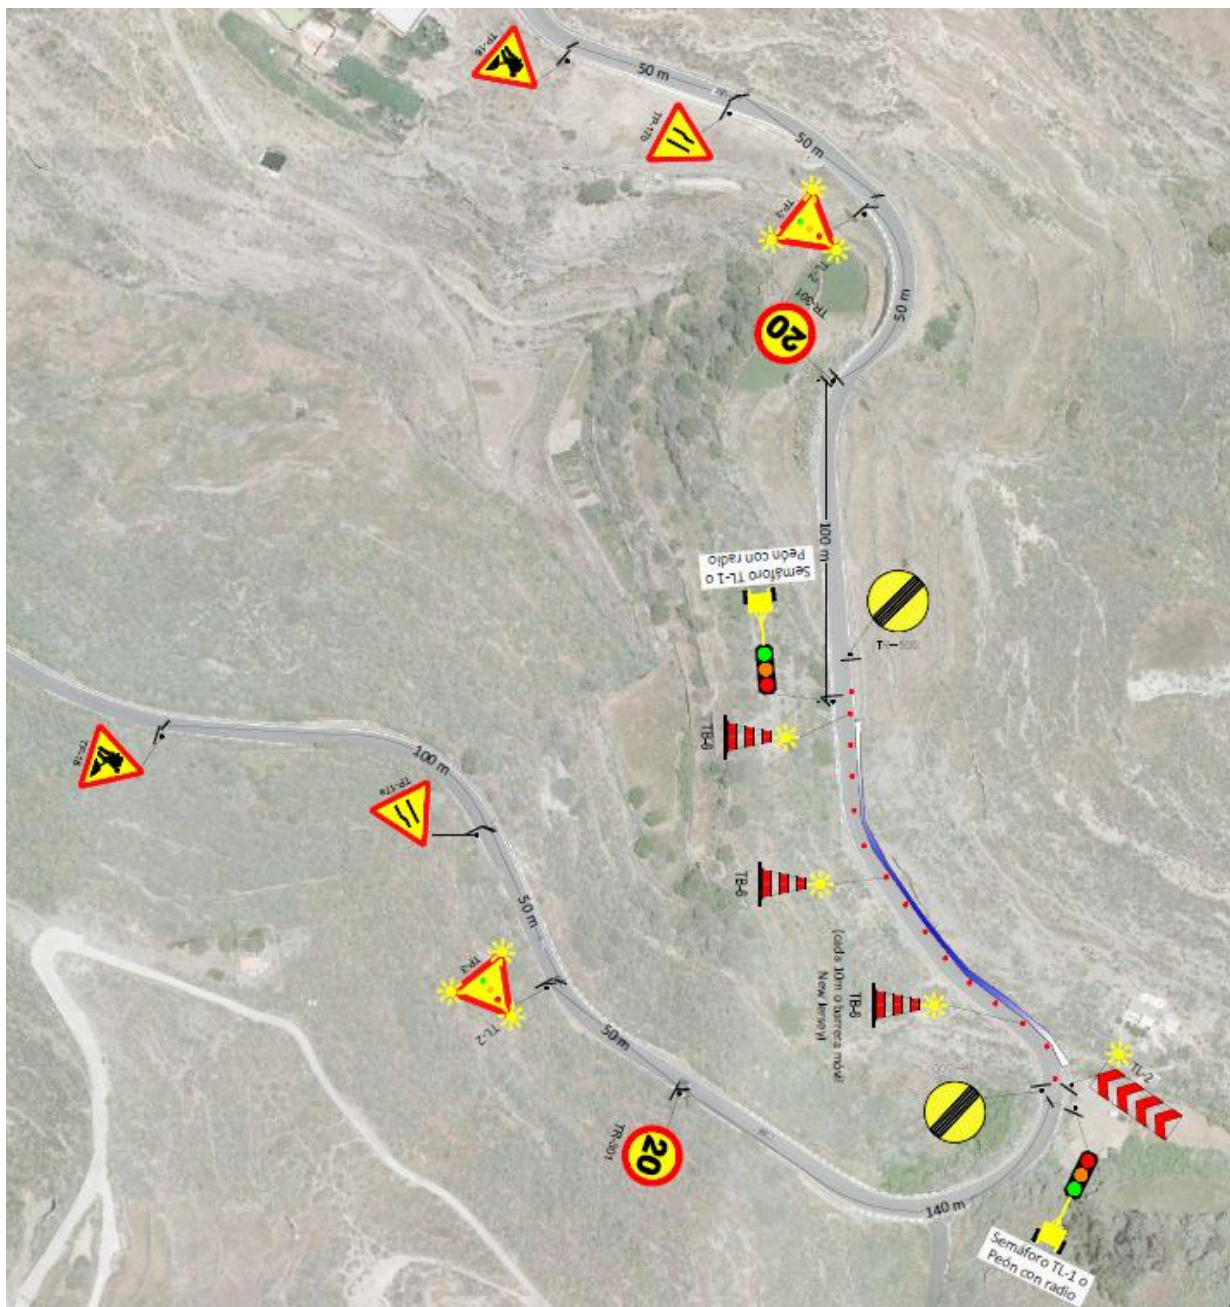 TP-18
50 m
TP-17b
50 m
TP-3
TL-2
TR-301
20
50 m
100 m
Semáforo TL-1 o
Peón con radio
TB-6
TP-18
100 m
TP-17a
50 m
TP-3
TL-2
50 m
TR-301
20
TB-6
TB-6
(cada 10m o barrera móvil
New Jersey)
TL-2
140 m
Semáforo TL-1 o
Peón con radio